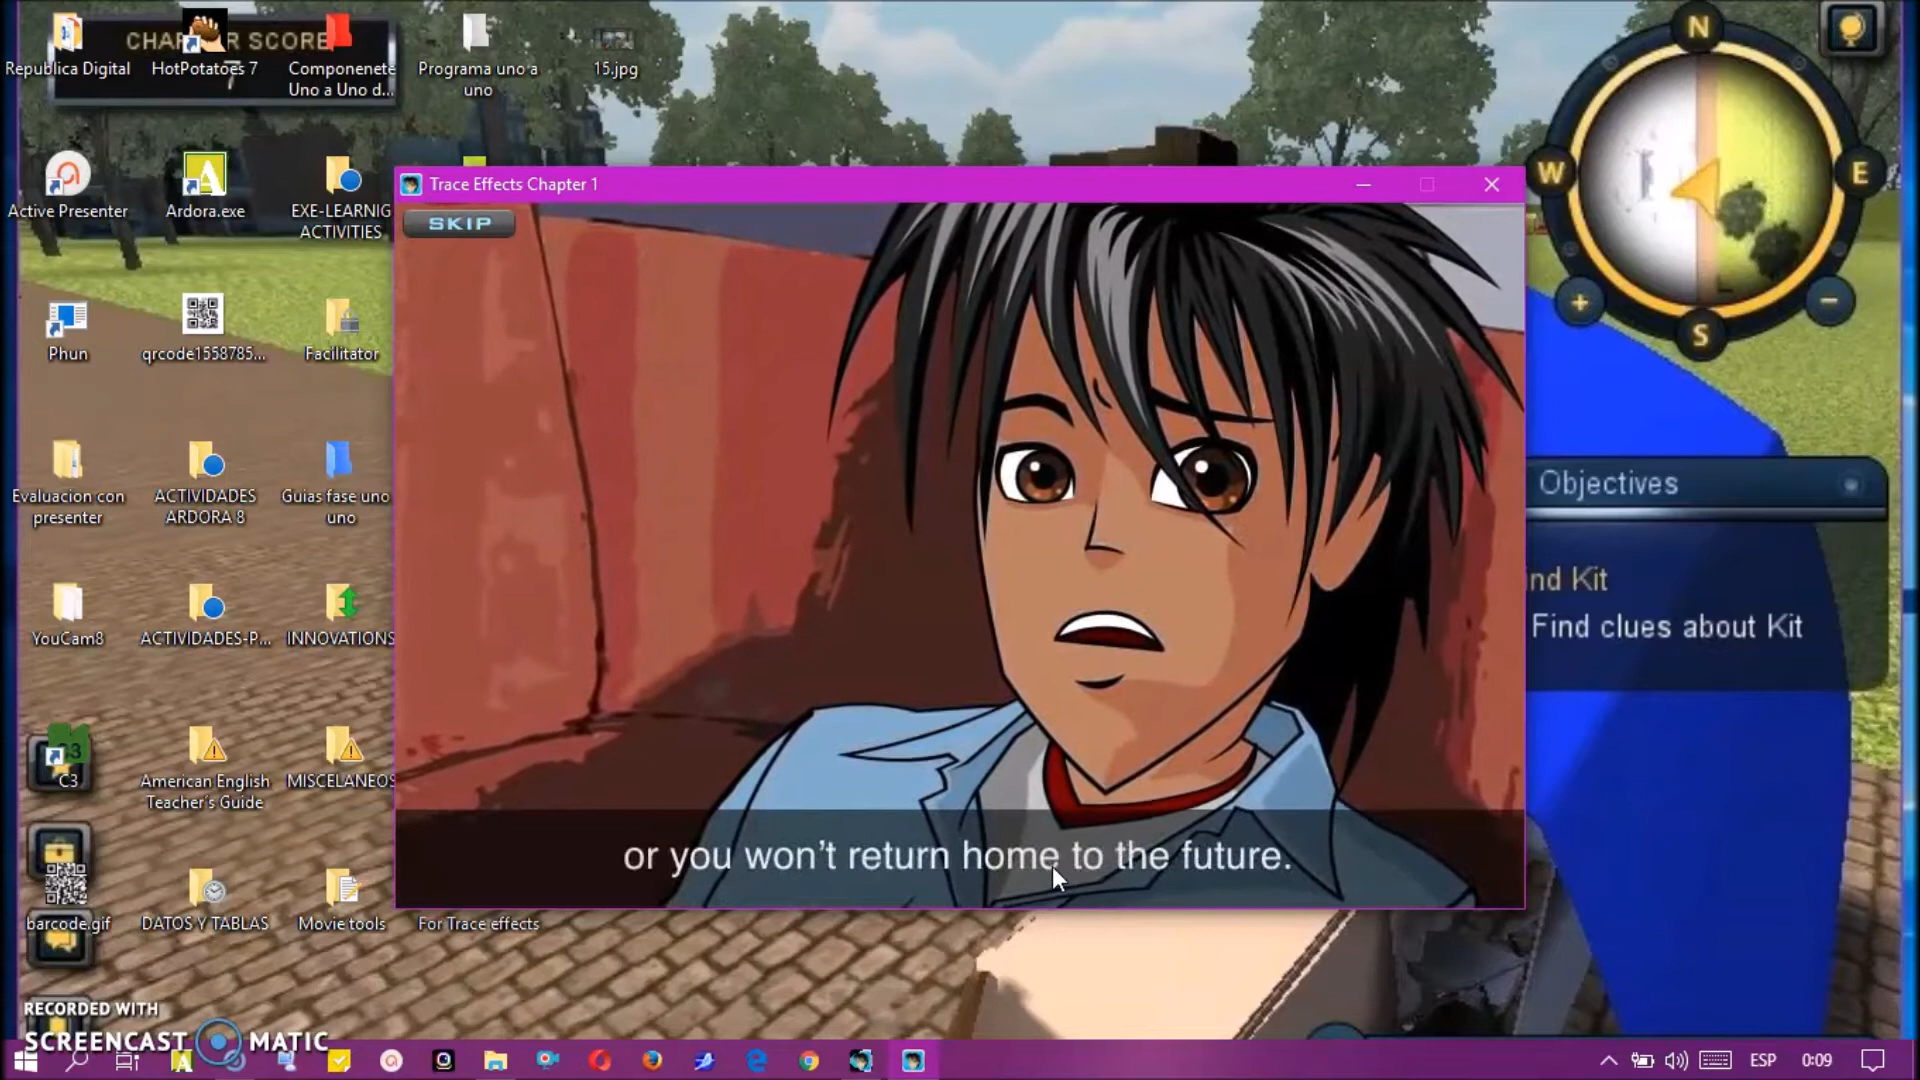 CHAPTER SCORE
7
Republica Digital
HotPotatoes 7
Componenete
Uno a Uno d...
Programa uno a
uno
15.jpg
N
W
E
S
Trace Effects Chapter 1
SKIP
Active Presenter
Ardora.exe
EXE-LEARNIG
ACTIVITIES
Phun
qrcode1558785...
Facilitator
Evaluacion con
presenter
ACTIVIDADES
ARDORA 8
Guias fase uno
uno
Objectives
nd Kit
Find clues about Kit
YouCam8
ACTIVIDADES-P...
INNOVATIONS
C3
American English
Teacher's Guide
MISCELANEOS
or you won't return home to the future.
barcode.gif
DATOS Y TABLAS
Movie tools
For Trace effects
RECORDED WITH
SCREENCAST MATIC
ESP
0:09